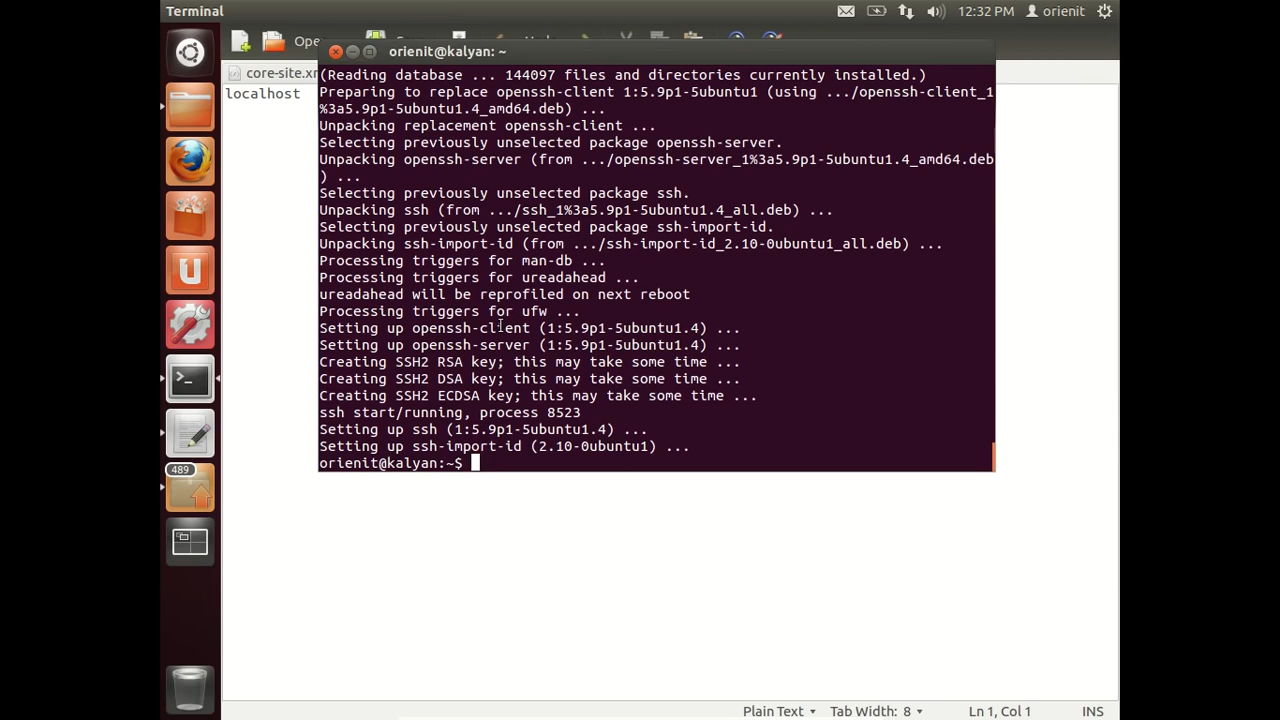 Terminal
12:32 PM
orienit
Ope
orienit@kalyan: ~
core-site.xm
localhost
(Reading database ... 144097 files and directories currently installed.)
Preparing to replace openssh-client 1:5.9p1-5ubuntu1 (using .../openssh-client_1
%3a5.9p1-5ubuntu1.4_amd64.deb) ...
Unpacking replacement openssh-client ...
Selecting previously unselected package openssh-server.
Unpacking openssh-server (from .../openssh-server_1%3a5.9p1-5ubuntu1.4_amd64.deb
) ...
Selecting previously unselected package ssh.
Unpacking ssh (from .../ssh_1%3a5.9p1-5ubuntu1.4_all.deb) ...
Selecting previously unselected package ssh-import-id.
Unpacking ssh-import-id (from .../ssh-import-id_2.10-0ubuntu1_all.deb) ...
Processing triggers for man-db ...
Processing triggers for ureadahead ...
ureadahead will be reprofiled on next reboot
Processing triggers for ufw ...
Setting up openssh-client (1:5.9p1-5ubuntu1.4) ...
Setting up openssh-server (1:5.9p1-5ubuntu1.4) ...
Creating SSH2 RSA key; this may take some time ...
Creating SSH2 DSA key; this may take some time ...
Creating SSH2 ECDSA key; this may take some time ...
ssh start/running, process 8523
Setting up ssh (1:5.9p1-5ubuntu1.4) ...
Setting up ssh-import-id (2.10-0ubuntu1) ...
orienit@kalyan:~$
489
Plain Text
Tab Width: 8
Ln 1, Col 1
INS